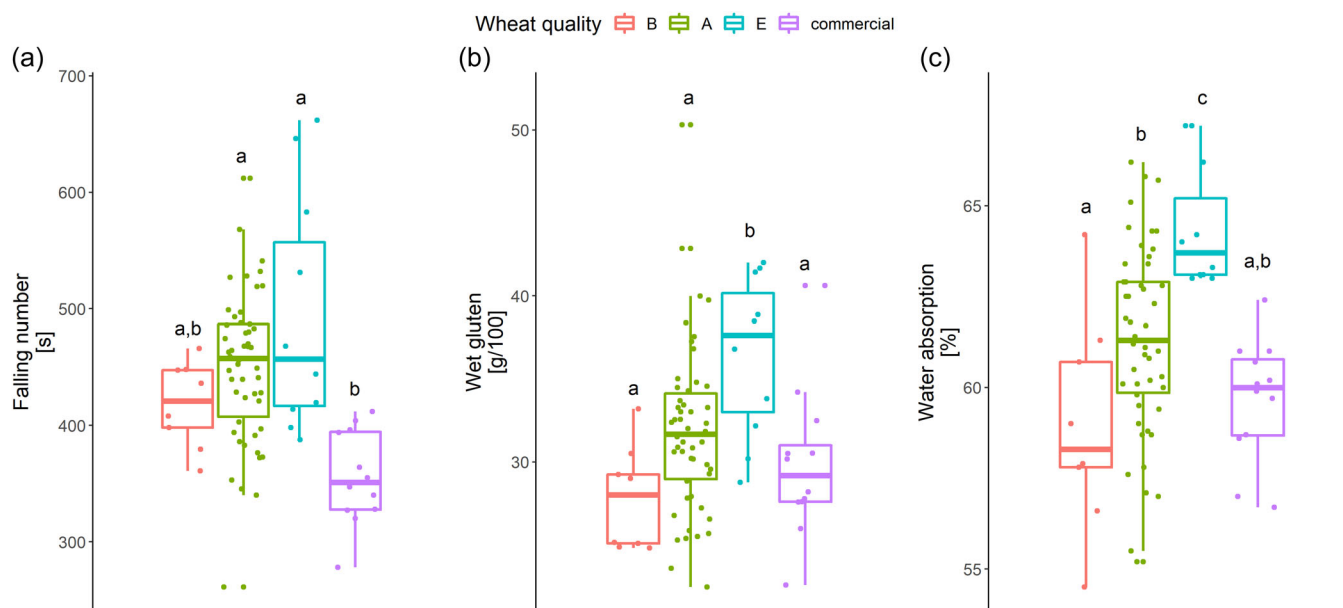 Wheat quality B A E commercial
(a)
Falling number
[s]
700
600
500
400
300
a,b
a
a
b
(b)
Wet gluten
[g/100]
50
40
30
a
a
b
a
(c)
Water absorption
[%]
65
60
55
a
b
c
a,b